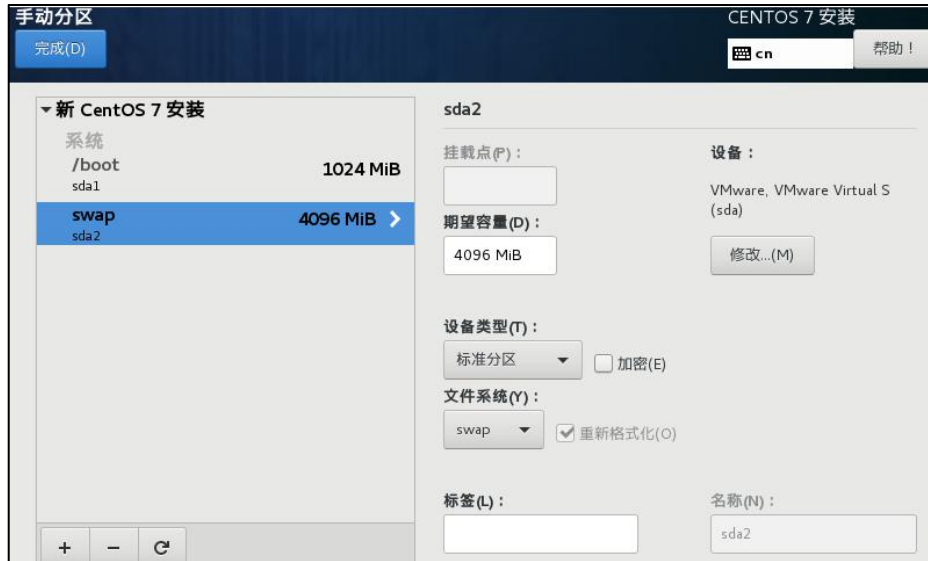 手动分区
CENTOS 7 安装
完成(D)
cn
帮助！
新 CentOS 7 安装
系统
/boot
1024 MiB
sda1
swap
4096 MiB
sda2
sda2
挂载点(P)：
设备：
VMware, VMware Virtual S
(sda)
期望容量(D)：
4096 MiB
修改...(M)
设备类型(T)：
标准分区
加密(E)
文件系统(Y)：
swap
重新格式化(O)
标签(L)：
名称(N)：
sda2